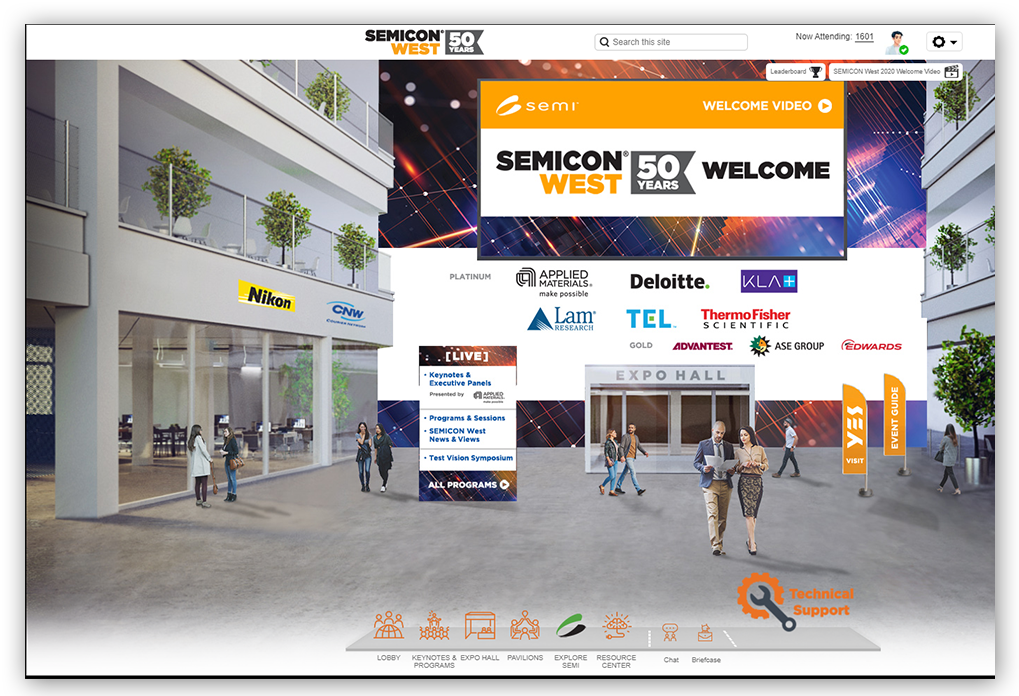 SEMICON®
WEST
50
YEARS
Search this site
Now Attending: 1601
Leaderboard
SEMICON West 2020 Welcome Video
semi
WELCOME VIDEO
SEMICON®
WEST
50
YEARS
WELCOME
PLATINUM
APPLIED
MATERIALS®
make possible
Deloitte.
KLA+
Lam®
RESEARCH
TEL
ThermoFisher
SCIENTIFIC
GOLD
ADVANTEST.
ASE GROUP
EDWARDS
Nikon
CNW
COURIER NETWORK
[LIVE]
• Keynotes &
Executive Panels
Presented by
APPLIED
MATERIALS
make possible
• Programs & Sessions
• SEMICON West
News & Views
• Test Vision Symposium
ALL PROGRAMS
EXPO HALL
YES
VISIT
EVENT GUIDE
Technical
Support
LOBBY
KEYNOTES &
PROGRAMS
EXPO HALL
PAVILIONS
EXPLORE
SEMI
RESOURCE
CENTER
Chat
Briefcase